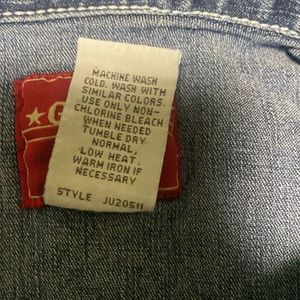 ★G
MACHINE WASH
COLD. WASH WITH
SIMILAR COLORS.
USE ONLY NON-
CHLORINE BLEACH
WHEN NEEDED
TUMBLE DRY
NORMAL,
LOW HEAT.
WARM IRON IF
NECESSARY
STYLE JU20511